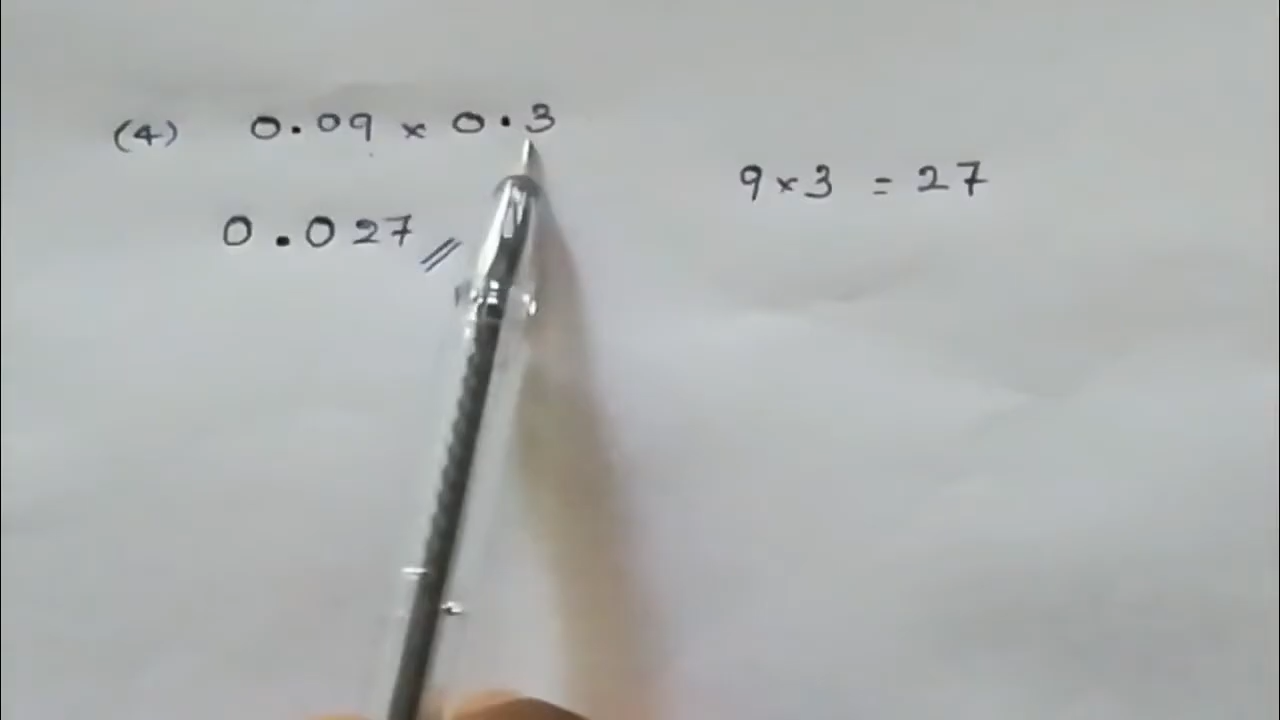 (4) 0.09 × 0.3
9 × 3 = 27
0.027 //